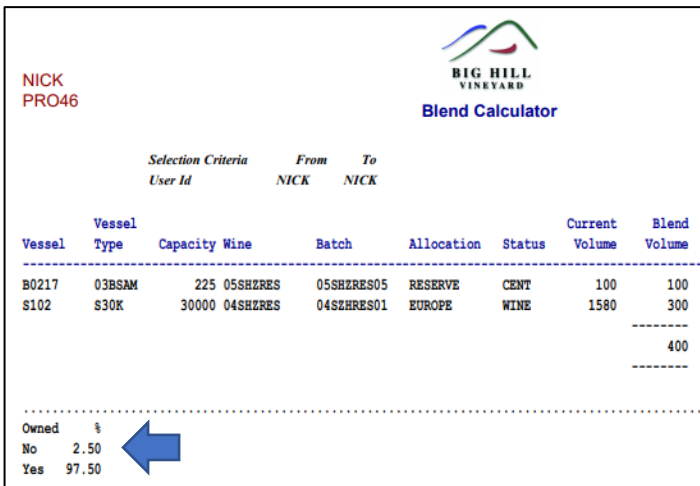 NICK
PRO46
BIG HILL
VINEYARD
Blend Calculator
Selection Criteria From To
User Id NICK NICK
Vessel Current Blend
Vessel Type Capacity Wine Batch Allocation Status Volume Volume
B0217 03BSAM 225 05SHZRES 05SHZRES05 RESERVE CENT 100 100
S102 S30K 30000 04SHZRES 04SZHRES01 EUROPE WINE 1580 300
400
Owned %
No 2.50
Yes 97.50